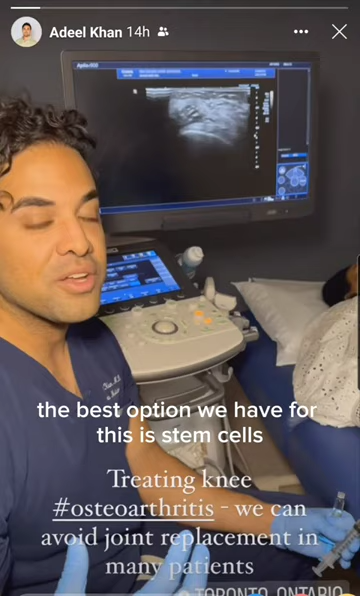 Adeel Khan 14h
the best option we have for
this is stem cells
Treating knee
#osteoarthritis - we can
avoid joint replacement in
many patients
TORONTO, ONTARIO